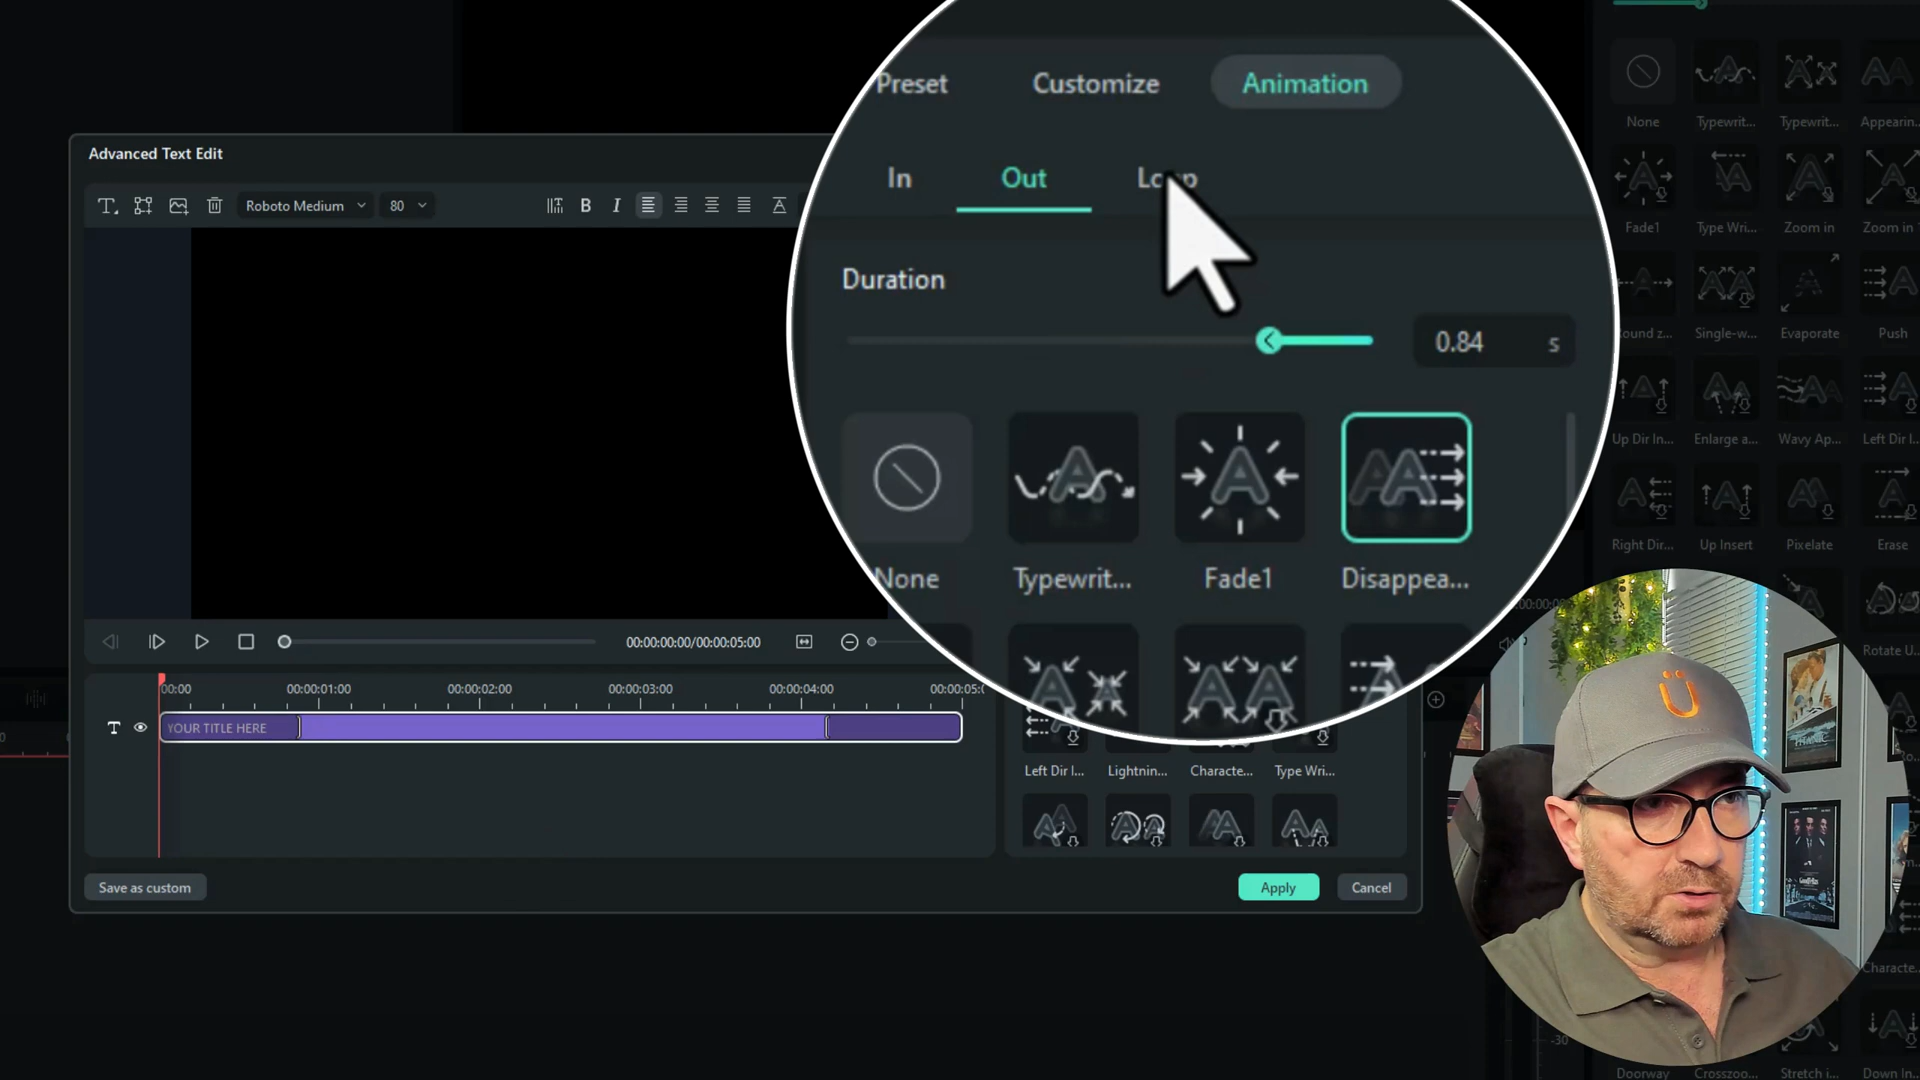 Preset Customize Animation
In Out
Duration
0.84 s
None Typewrit... Fade1 Disappea...
Advanced Text Edit
Roboto Medium 80
B I
00:00:00:00/00:00:05:00
00:00 00:00:01:00 00:00:02:00 00:00:03:00 00:00:04:00
YOUR TITLE HERE
Left Dir I... Lightnin... Characte... Type Wri...
Save as custom
Apply Cancel
None Typewrit... Typewrit... Appearin...
Fade1 Type Wri... Zoom in Zoom in
Single-w... Evaporate Push
Up Dir In... Enlarge a... Wavy Ap... Left Dir I...
Right Dir... Up Insert Pixelate Erase
Rotate U...
Ü
TITANIC
GoodFellas
Characte...
-30
Doorway Crosszoo... Stretch i... Down In...